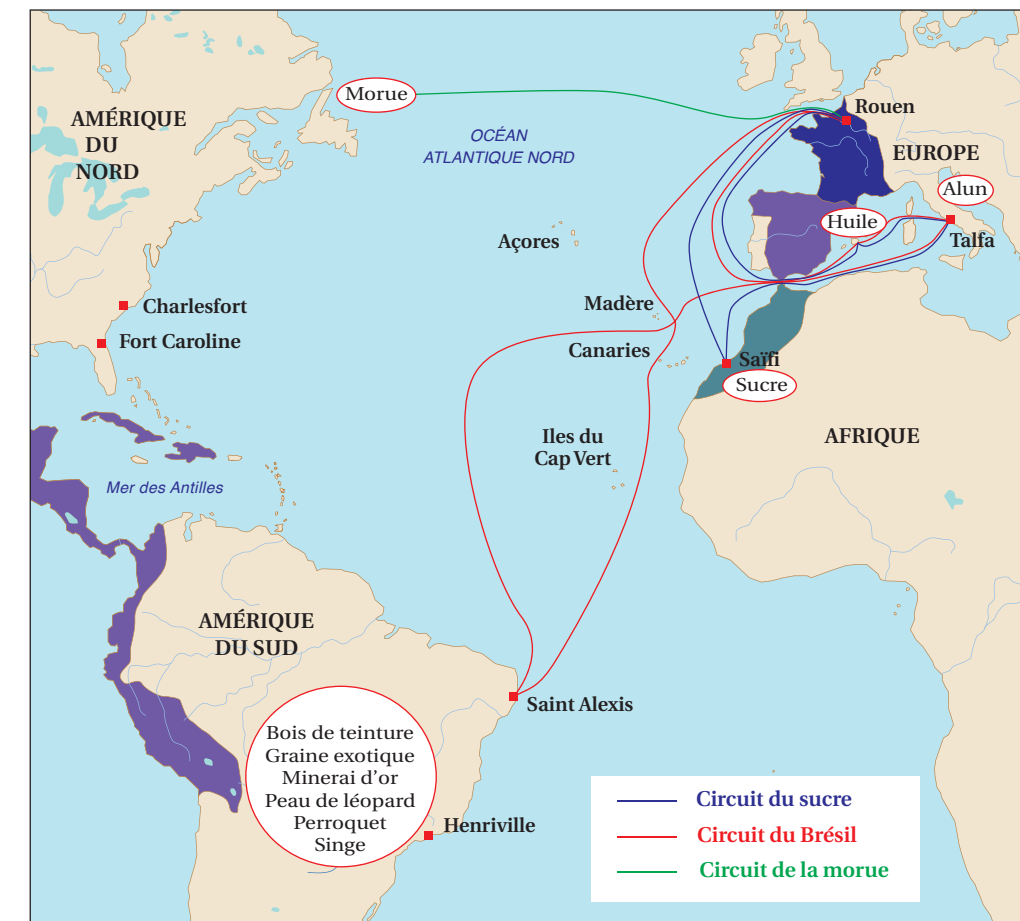 Morue
AMÉRIQUE
DU
NORD
OCÉAN
ATLANTIQUE NORD
Rouen
EUROPE
Alun
Huile
Talfa
Açores
Madère
Charlesfort
Fort Caroline
Canaries
Saïfi
Sucre
Iles du
Cap Vert
AFRIQUE
Mer des Antilles
AMÉRIQUE
DU SUD
Saint Alexis
Bois de teinture
Graine exotique
Minerai d'or
Peau de léopard
Perroquet
Singe
Henriville
Circuit du sucre
Circuit du Brésil
Circuit de la morue